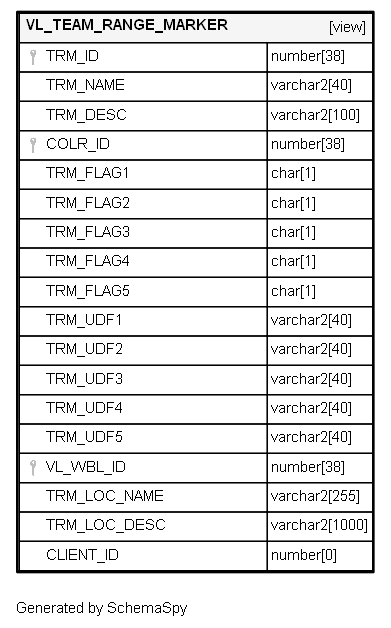 VL_TEAM_RANGE_MARKER [view]
TRM_ID number[38]
TRM_NAME varchar2[40]
TRM_DESC varchar2[100]
COLR_ID number[38]
TRM_FLAG1 char[1]
TRM_FLAG2 char[1]
TRM_FLAG3 char[1]
TRM_FLAG4 char[1]
TRM_FLAG5 char[1]
TRM_UDF1 varchar2[40]
TRM_UDF2 varchar2[40]
TRM_UDF3 varchar2[40]
TRM_UDF4 varchar2[40]
TRM_UDF5 varchar2[40]
VL_WBL_ID number[38]
TRM_LOC_NAME varchar2[255]
TRM_LOC_DESC varchar2[1000]
CLIENT_ID number[0]
Generated by SchemaSpy